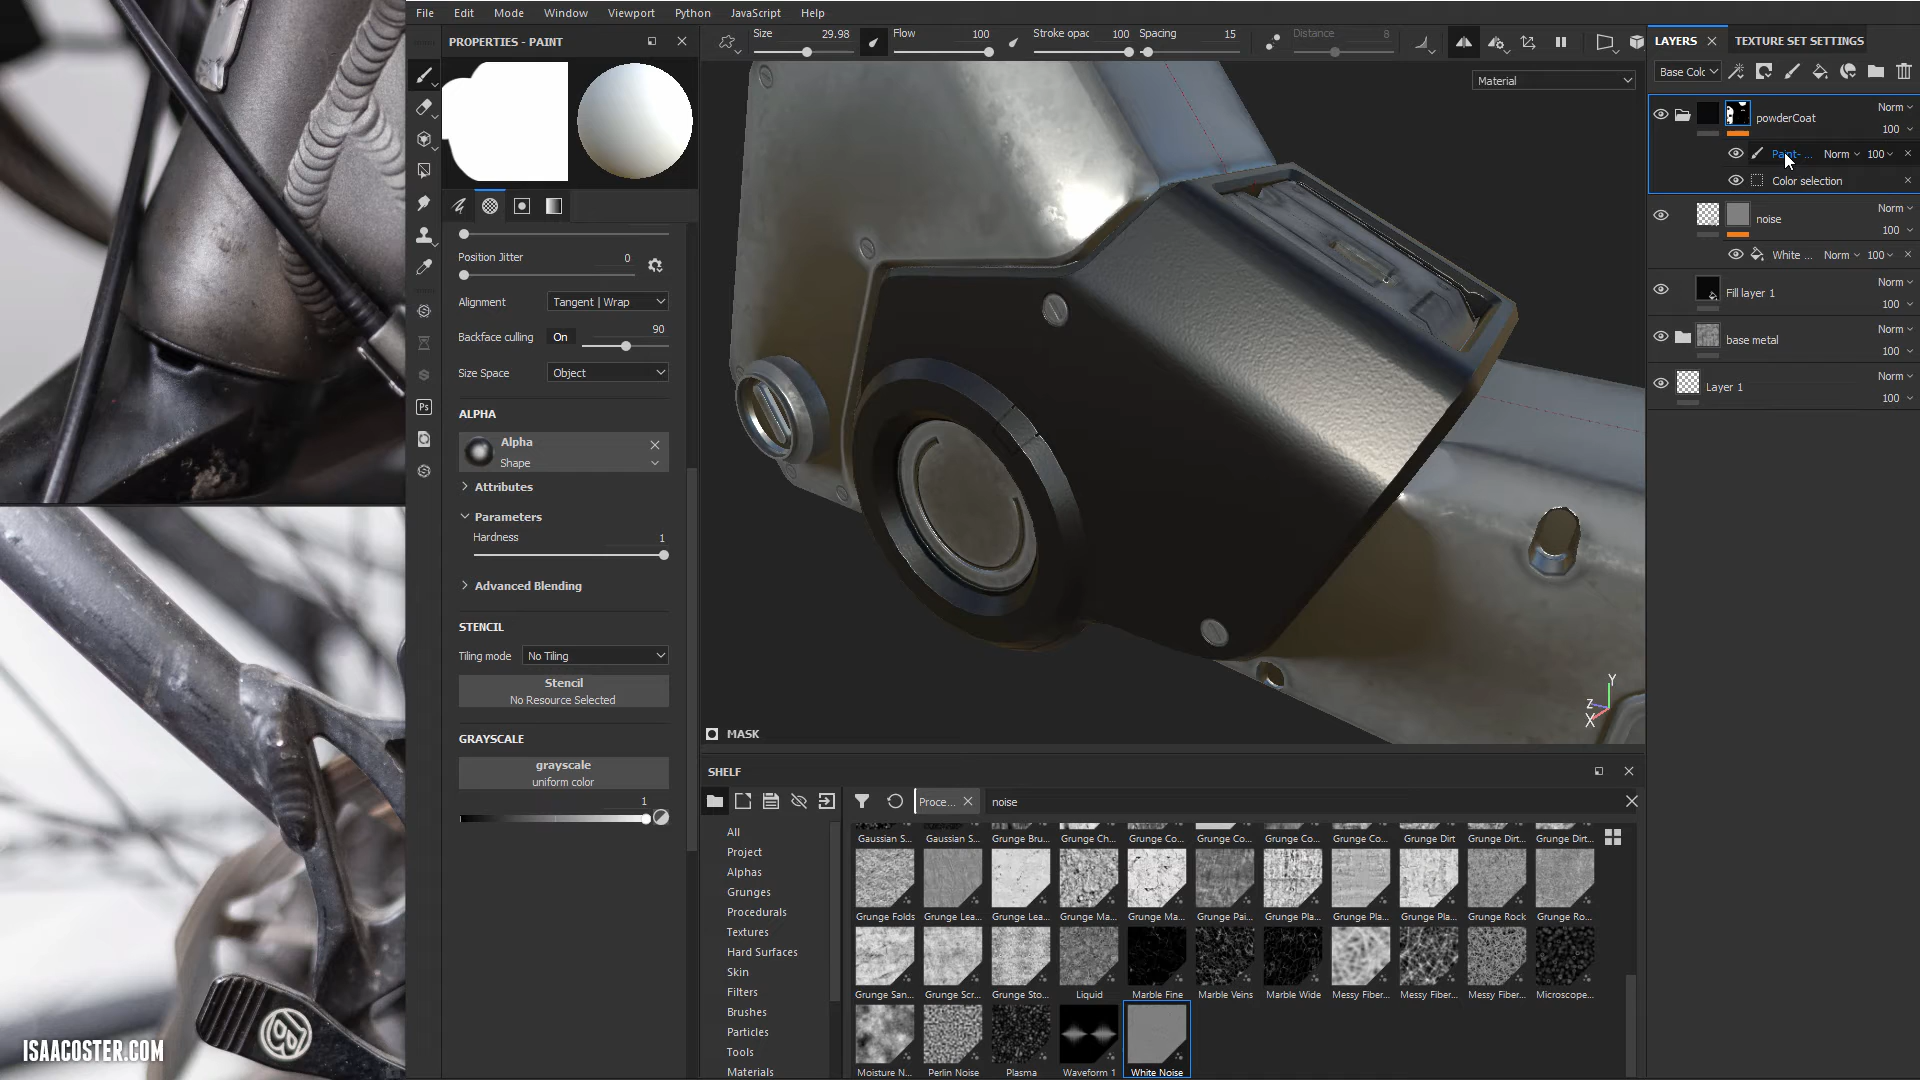 File Edit Mode Window Viewport Python JavaScript Help
PROPERTIES - PAINT
Size 29.98
Flow 100
Stroke opac 100
Spacing 15
Distance 8
Material
Position Jitter 0
Alignment Tangent | Wrap
Backface culling On 90
Size Space Object
ALPHA
Alpha
Shape
Attributes
Parameters
Hardness 1
Advanced Blending
STENCIL
Tiling mode No Tiling
Stencil
No Resource Selected
GRAYSCALE
grayscale
uniform color
1
Ps
MASK
Y
Z
X
LAYERS TEXTURE SET SETTINGS
Base Colo
powderCoat Norm 100
Paint- ... Norm 100
Color selection
noise Norm 100
White ... Norm 100
Fill layer 1 Norm 100
base metal Norm 100
Layer 1 Norm 100
SHELF
Proce... noise
All
Project
Alphas
Grunges
Procedurals
Textures
Hard Surfaces
Skin
Filters
Brushes
Particles
Tools
Materials
Gaussian S... Gaussian S... Grunge Bru... Grunge Ch... Grunge Co... Grunge Co... Grunge Co... Grunge Co... Grunge Dirt Grunge Dirt...
Grunge Folds Grunge Lea... Grunge Lea... Grunge Ma... Grunge Ma... Grunge Pai... Grunge Pla... Grunge Pla... Grunge Pla... Grunge Rock Grunge Ro...
Grunge San... Grunge Scr... Grunge Sto... Liquid Marble Fine Marble Veins Marble Wide Messy Fiber... Messy Fiber... Messy Fiber... Microscope...
Moisture N... Perlin Noise Plasma Waveform 1 White Noise
ISAACOSTER.COM